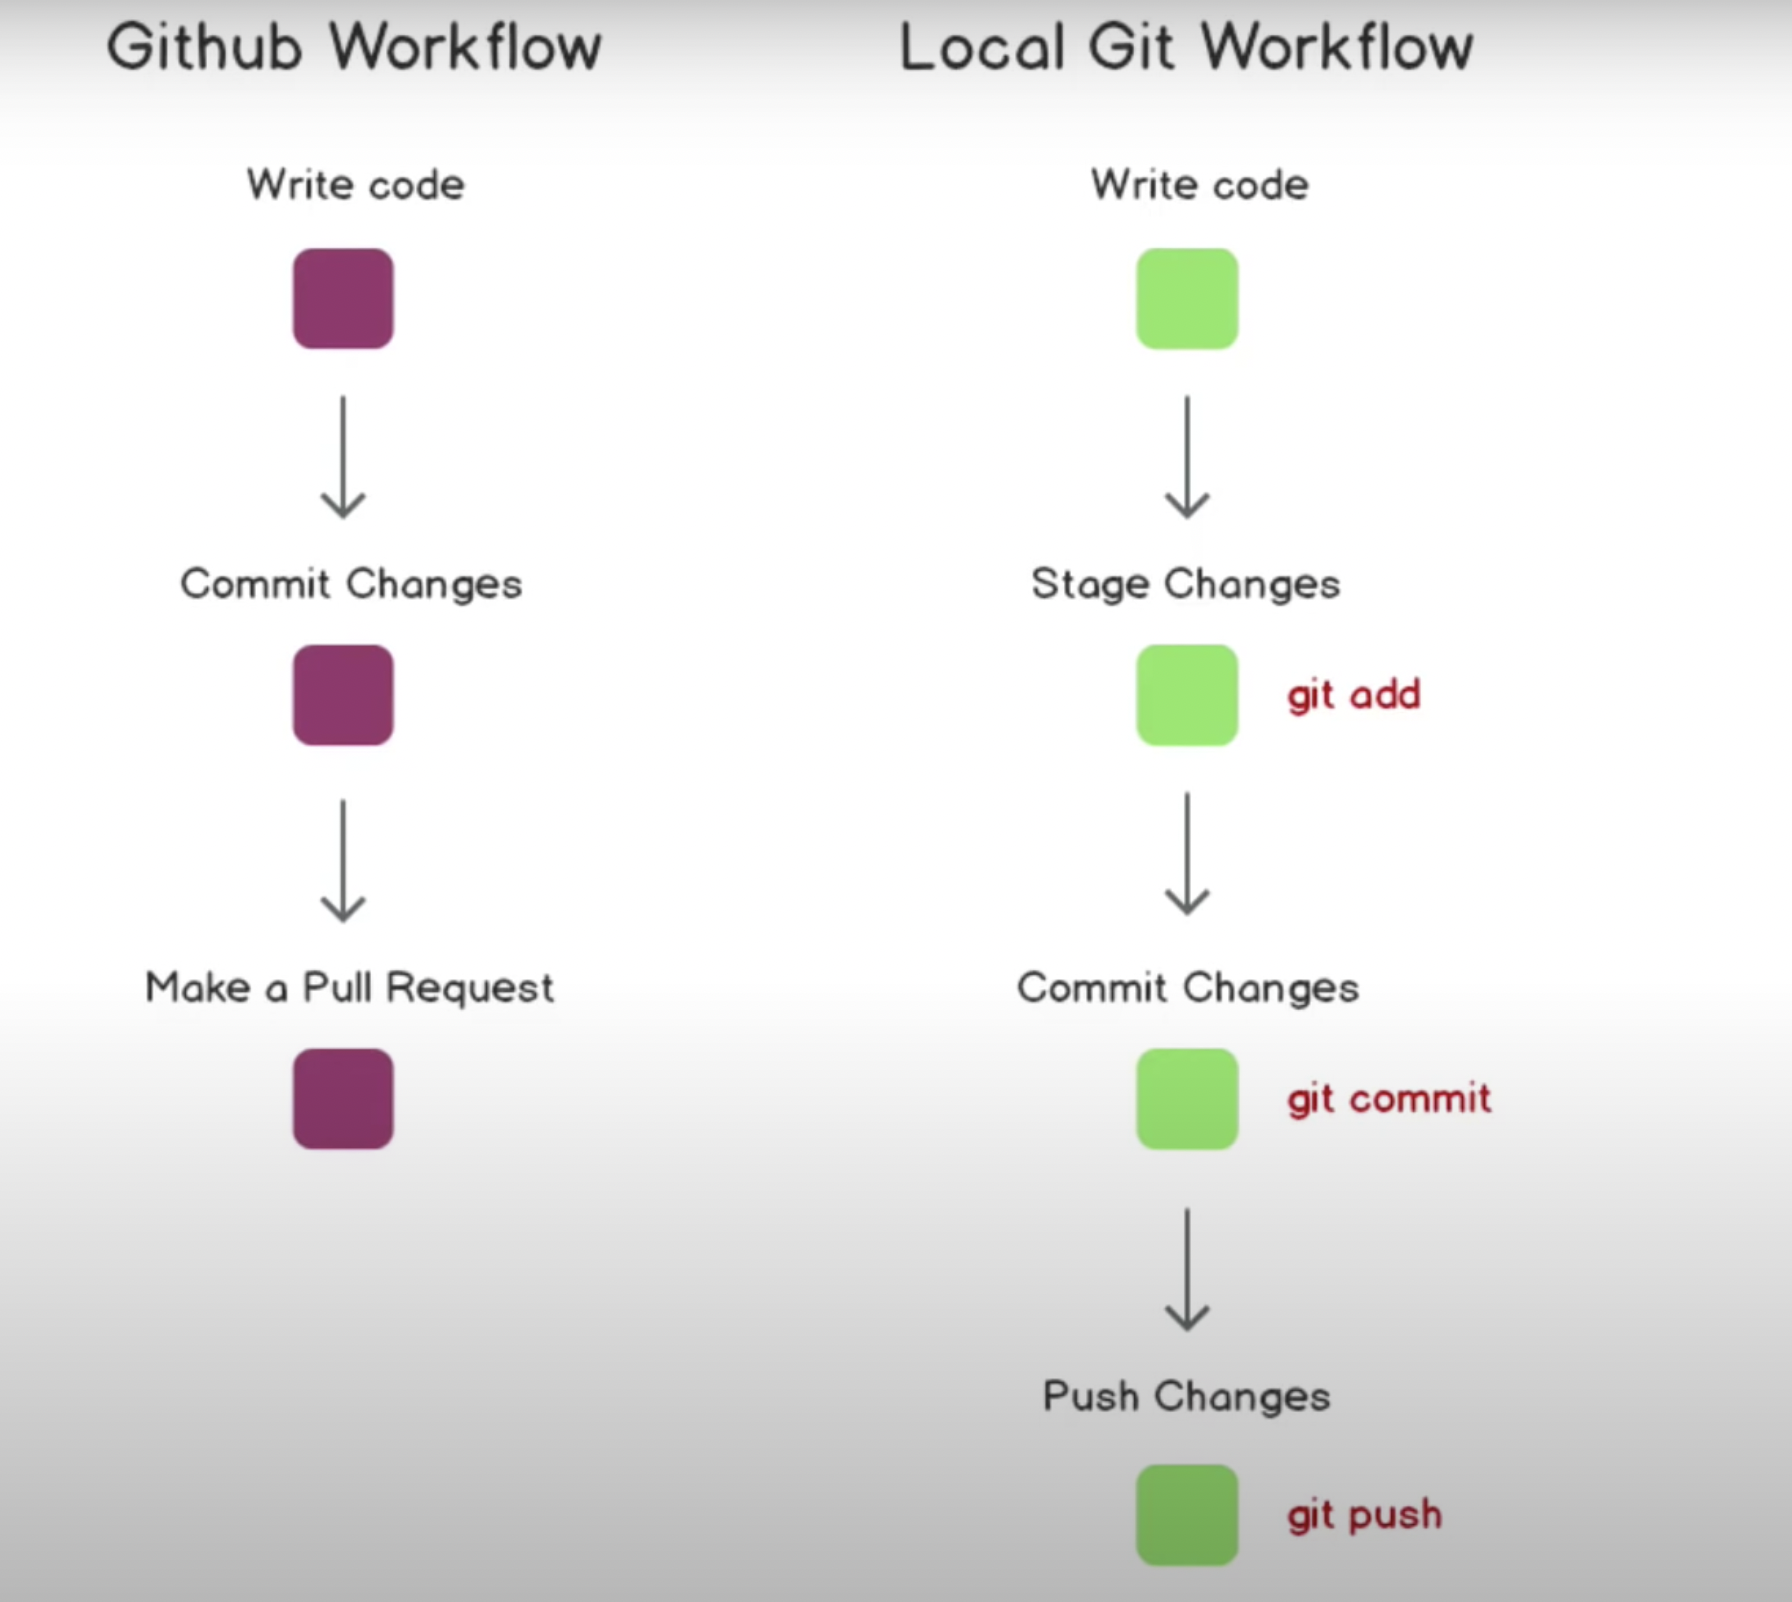 Github Workflow
Write code
Commit Changes
Make a Pull Request
Local Git Workflow
Write code
Stage Changes
git add
Commit Changes
git commit
Push Changes
git push